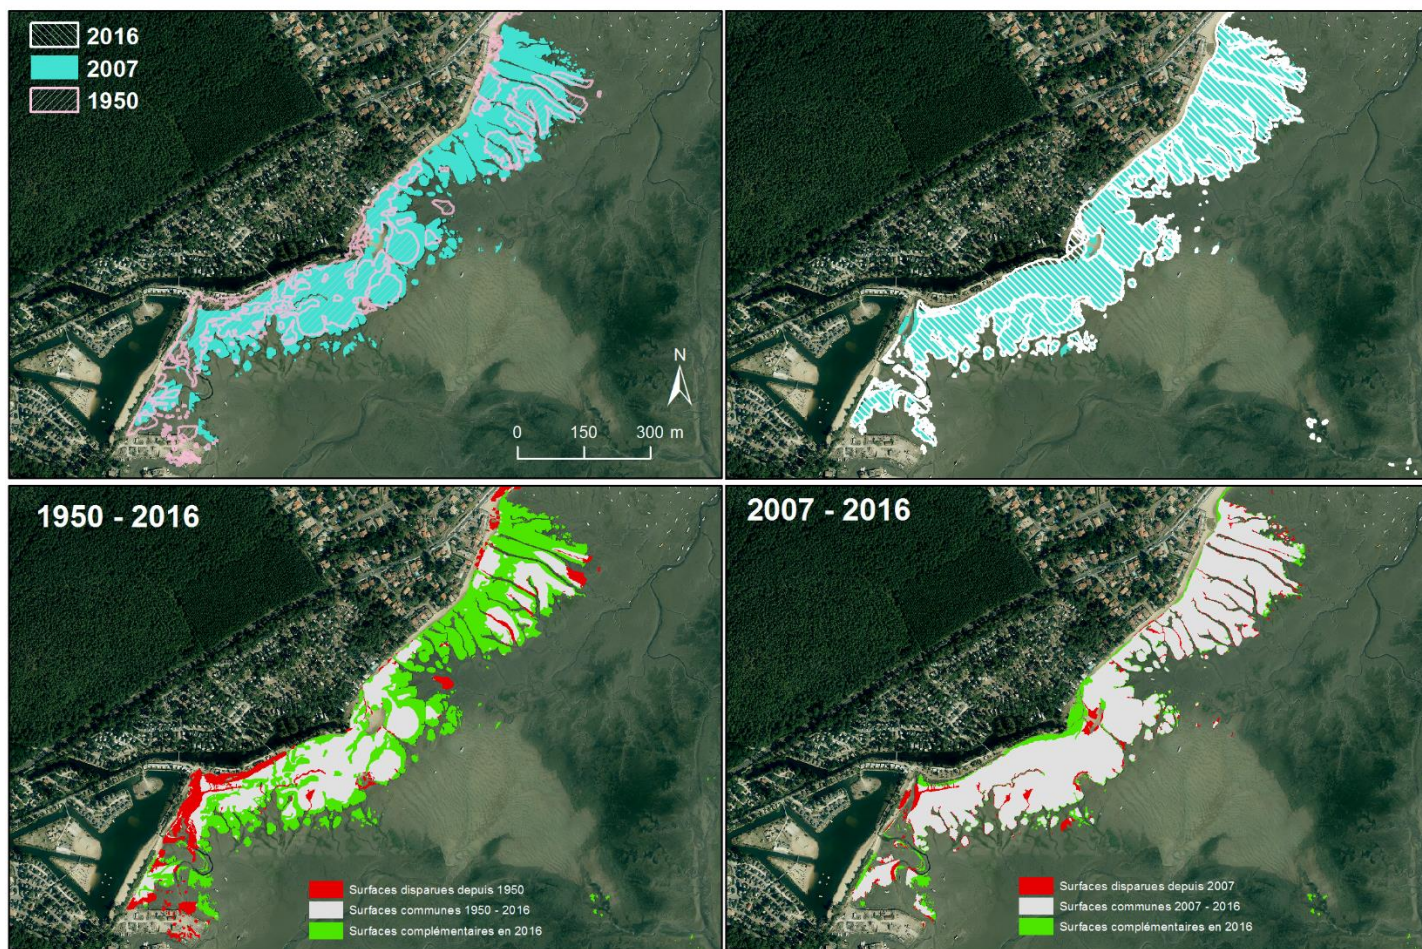 2016
2007
1950
N
0 150 300 m
1950 - 2016
2007 - 2016
Surfaces disparues depuis 1950
Surfaces communes 1950 - 2016
Surfaces complémentaires en 2016
Surfaces disparues depuis 2007
Surfaces communes 2007 - 2016
Surfaces complémentaires en 2016